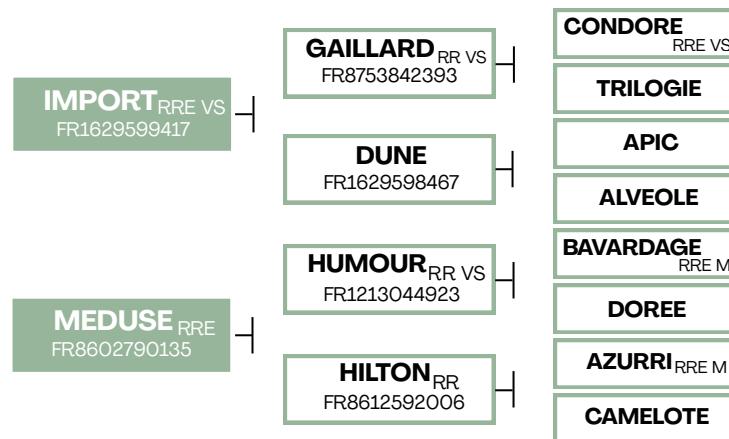 IMPORT RRE VS
FR1629599417
MEDUSE RRE
FR8602790135
GAILLARD RR VS
FR8753842393
DUNE
FR1629598467
HUMOUR RR VS
FR1213044923
HILTON RR
FR8612592006
CONDORE
RRE VS
TRILOGIE
APIC
ALVEOLE
BAVARDAGE
RRE M
DOREE
AZURRI RRE M
CAMELOTE